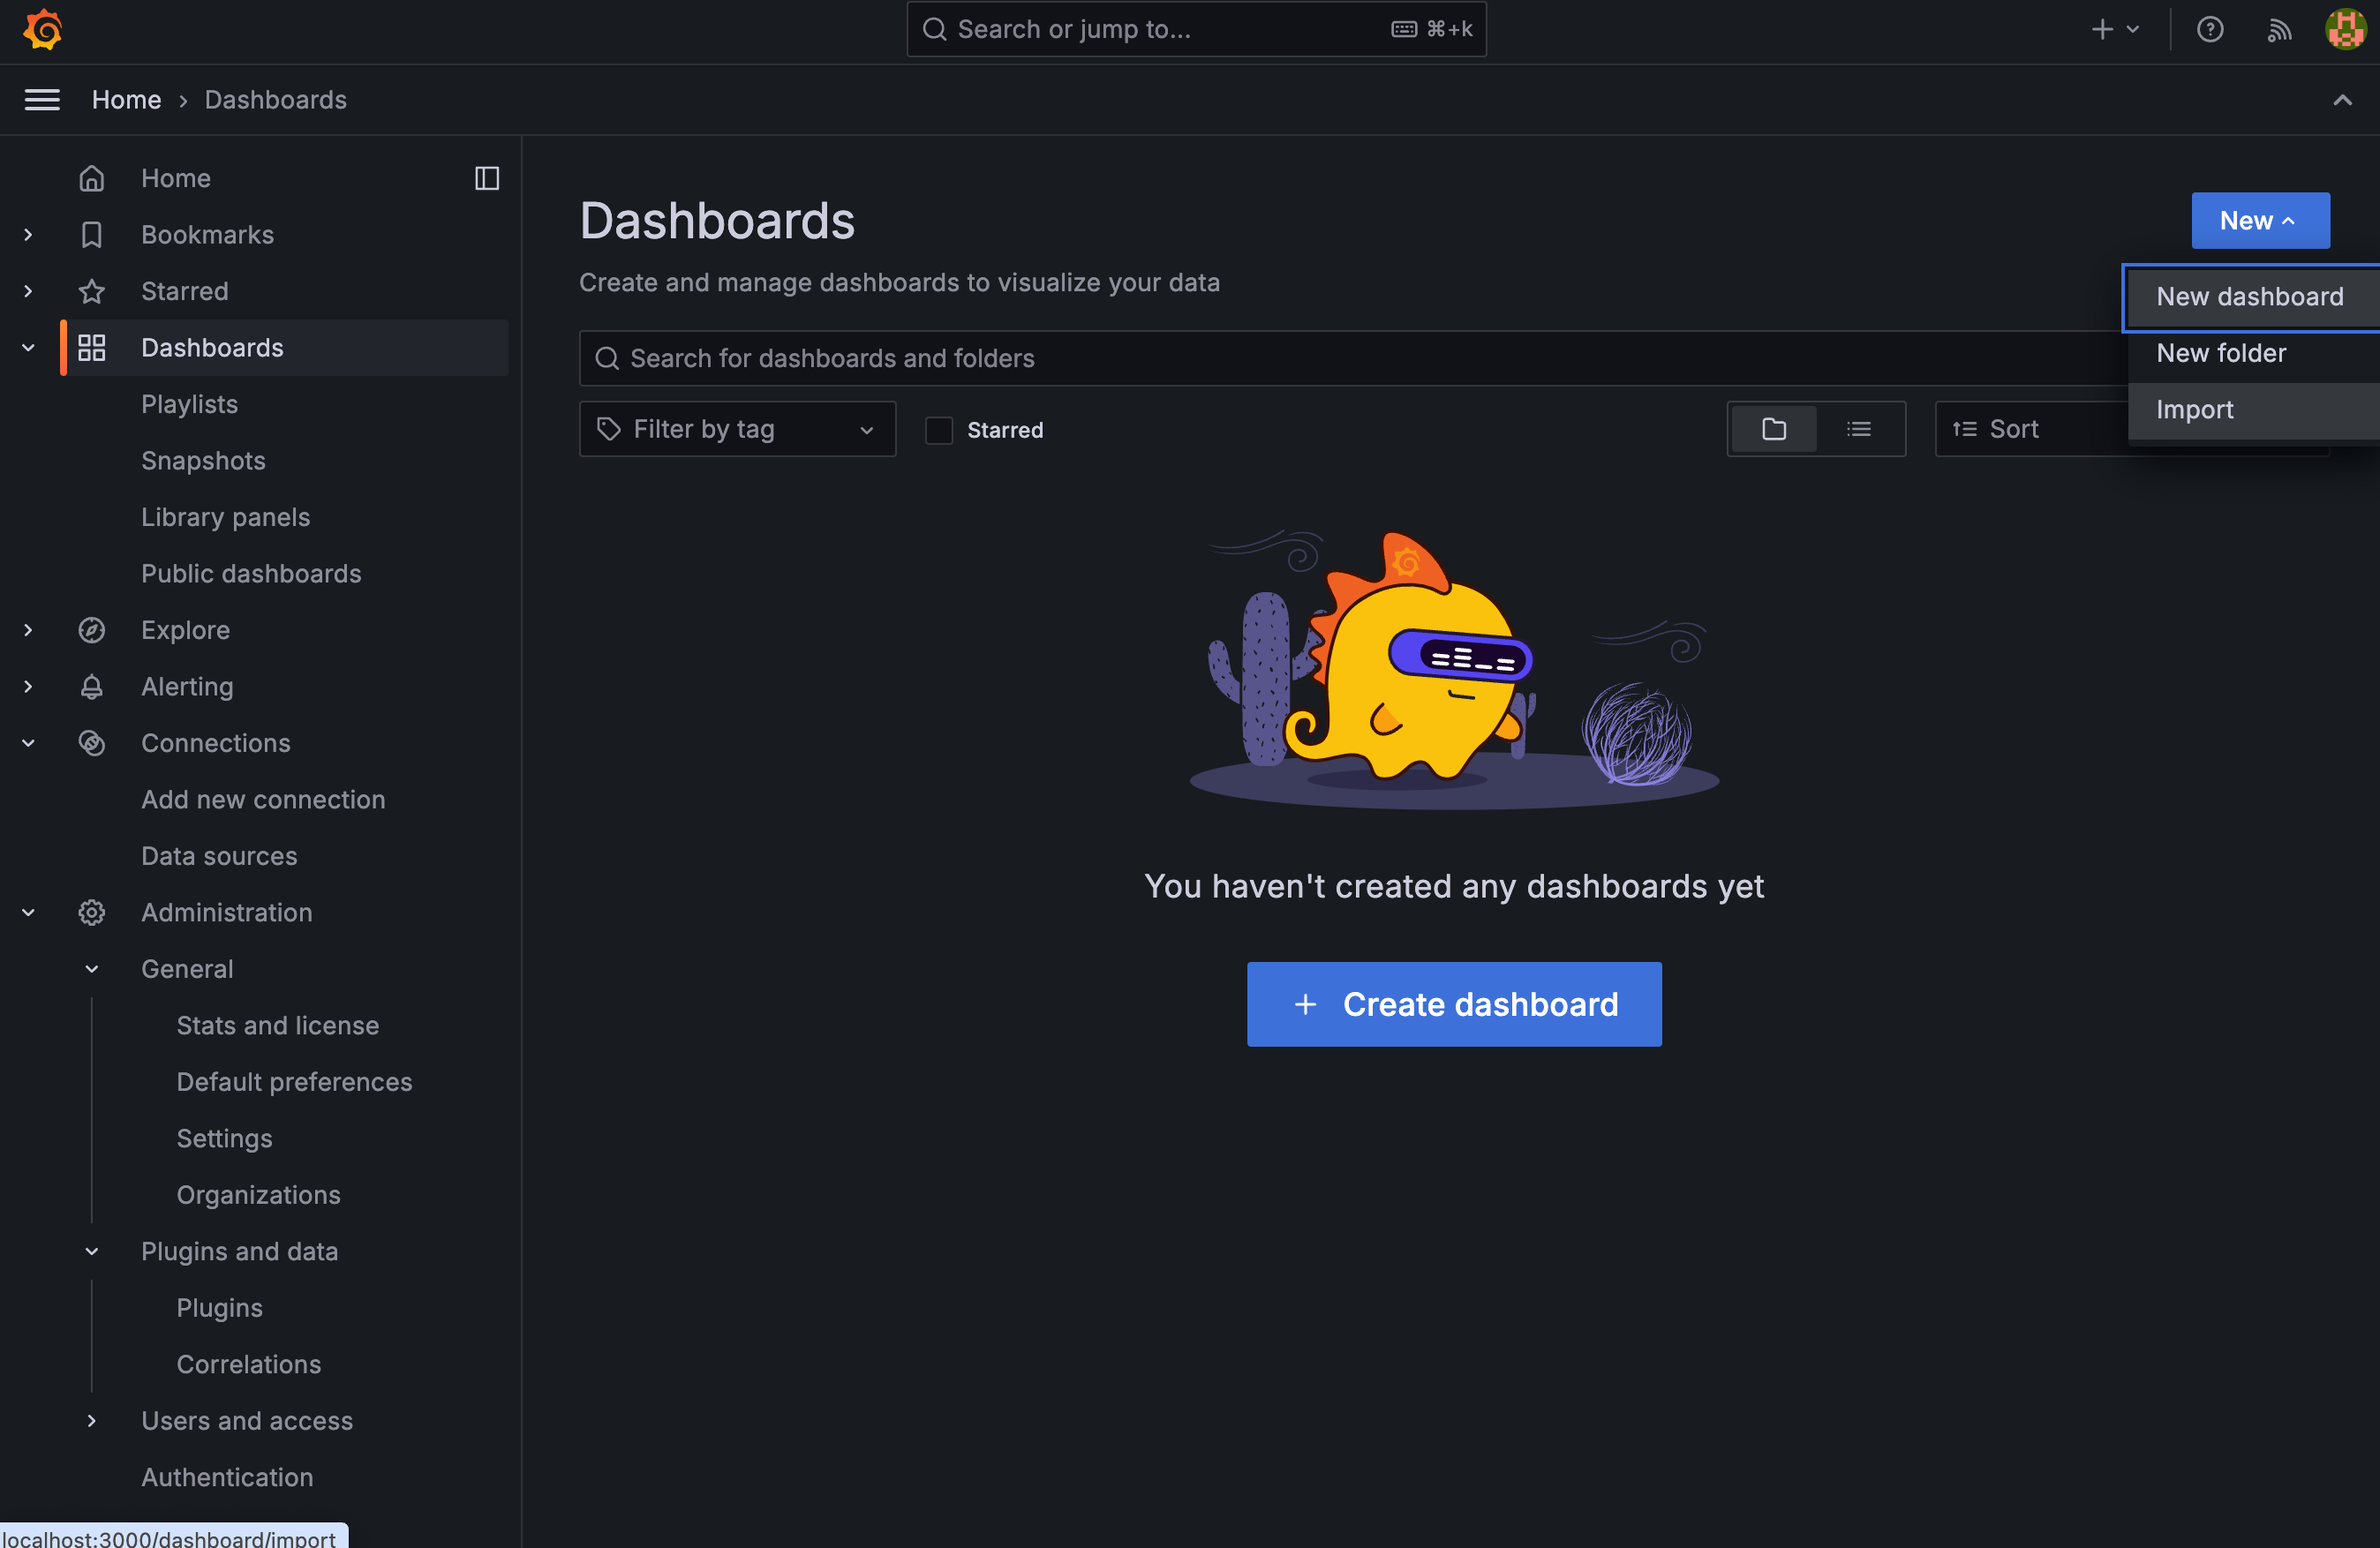 Search or jump to... ⌘+k
Home › Dashboards
Home
Bookmarks
Starred
Dashboards
Playlists
Snapshots
Library panels
Public dashboards
Explore
Alerting
Connections
Add new connection
Data sources
Administration
General
Stats and license
Default preferences
Settings
Organizations
Plugins and data
Plugins
Correlations
Users and access
Authentication
localhost:3000/dashboard/import
Dashboards
New
Create and manage dashboards to visualize your data
New dashboard
New folder
Import
Search for dashboards and folders
Filter by tag
Starred
Sort
You haven't created any dashboards yet
Create dashboard